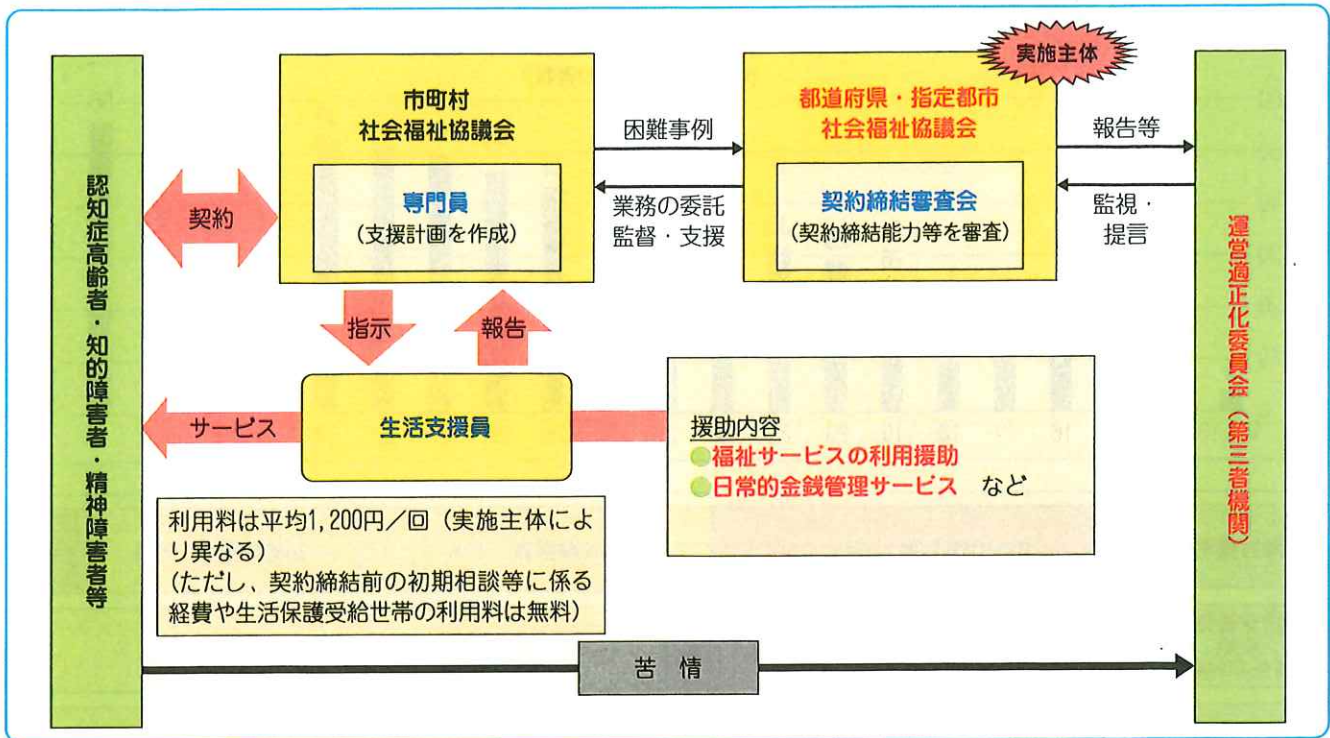 実施主体
認知症高齢者・知的障害者・精神障害者等
市町村
社会福祉協議会
専門員
(支援計画を作成)
契約
困難事例
業務の委託
監督・支援
都道府県・指定都市
社会福祉協議会
契約締結審査会
(契約締結能力等を審査)
報告等
監視・
提言
運営適正化委員会(第三者機関)
指示
報告
サービス
生活支援員
援助内容
●福祉サービスの利用援助
●日常的金銭管理サービス など
利用料は平均1,200円/回(実施主体によ
り異なる)
(ただし、契約締結前の初期相談等に係る
経費や生活保護受給世帯の利用料は無料)
苦情